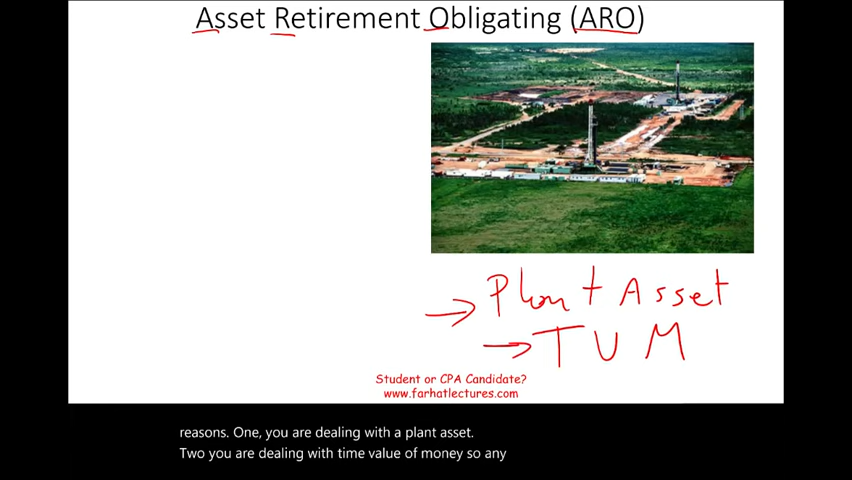 Asset Retirement Obligating (ARO)
→ Plant Asset
→ TVM
Student or CPA Candidate?
www.farhatlectures.com
reasons. One, you are dealing with a plant asset.
Two you are dealing with time value of money so any